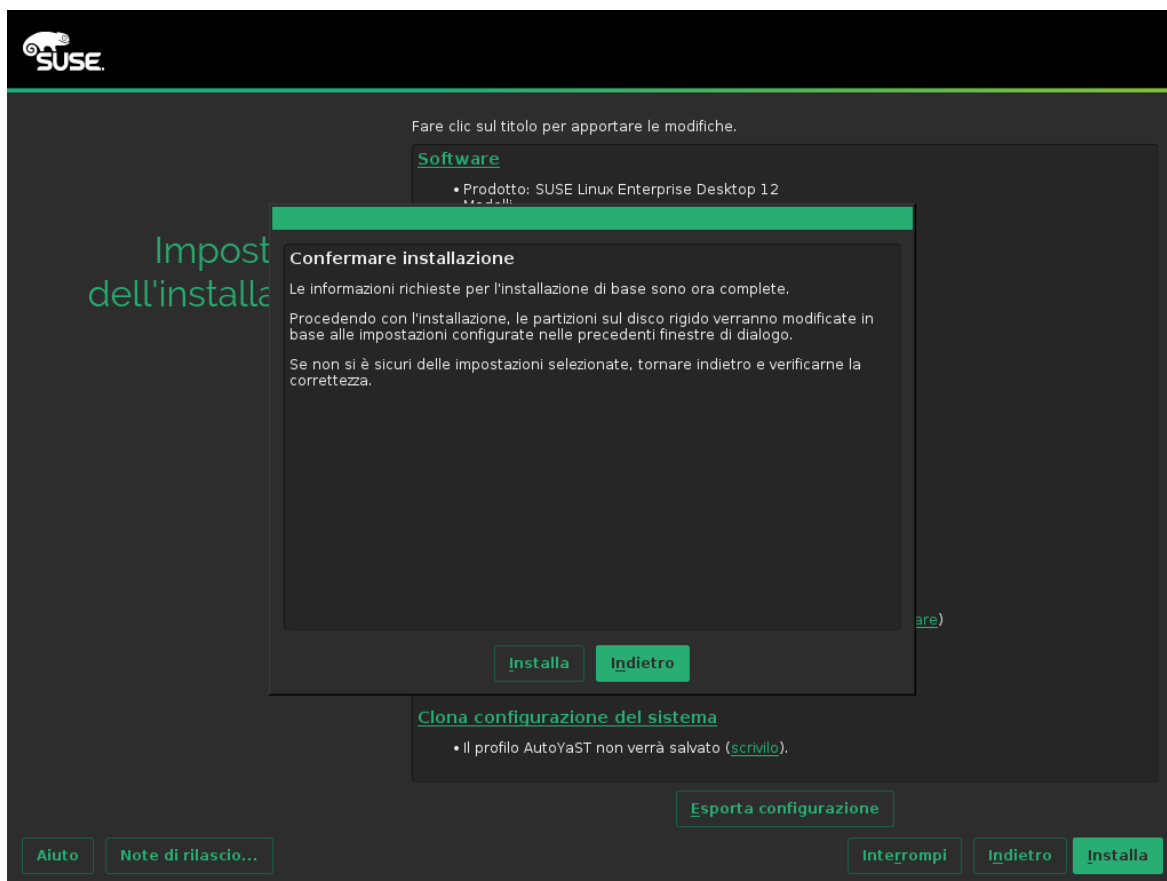 SUSE.
Fare clic sul titolo per apportare le modifiche.
Software
• Prodotto: SUSE Linux Enterprise Desktop 12
Impost
dell'installa
Confermare installazione
Le informazioni richieste per l'installazione di base sono ora complete.
Procedendo con l'installazione, le partizioni sul disco rigido verranno modificate in
base alle impostazioni configurate nelle precedenti finestre di dialogo.
Se non si è sicuri delle impostazioni selezionate, tornare indietro e verificarne la
correttezza.
are)
Installa
Indietro
Clona configurazione del sistema
• Il profilo AutoYaST non verrà salvato (scrivilo).
Esporta configurazione
Aiuto
Note di rilascio...
Interrompi
Indietro
Installa